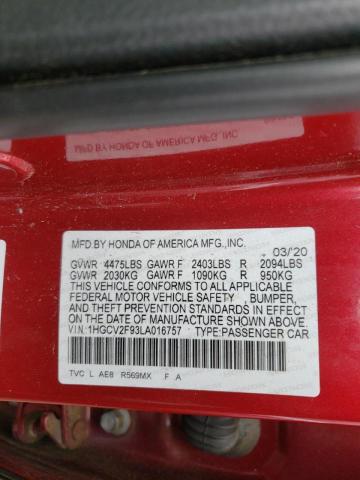 MFD.BY HONDA OF AMERICA MFG.,INC.
03/20
GVWR 4475LBS GAWR F 2403LBS R 2094LBS
GVWR 2030KG GAWR F 1090KG R 950KG
THIS VEHICLE CONFORMS TO ALL APPLICABLE
FEDERAL MOTOR VEHICLE SAFETY , BUMPER,
AND THEFT PREVENTION STANDARDS IN EFFECT
ON THE DATE OF MANUFACTURE SHOWN ABOVE.
V.I.N: 1HGCV2F93LA016757 TYPE:PASSENGER CAR
TVC L AE8 R569MX F A